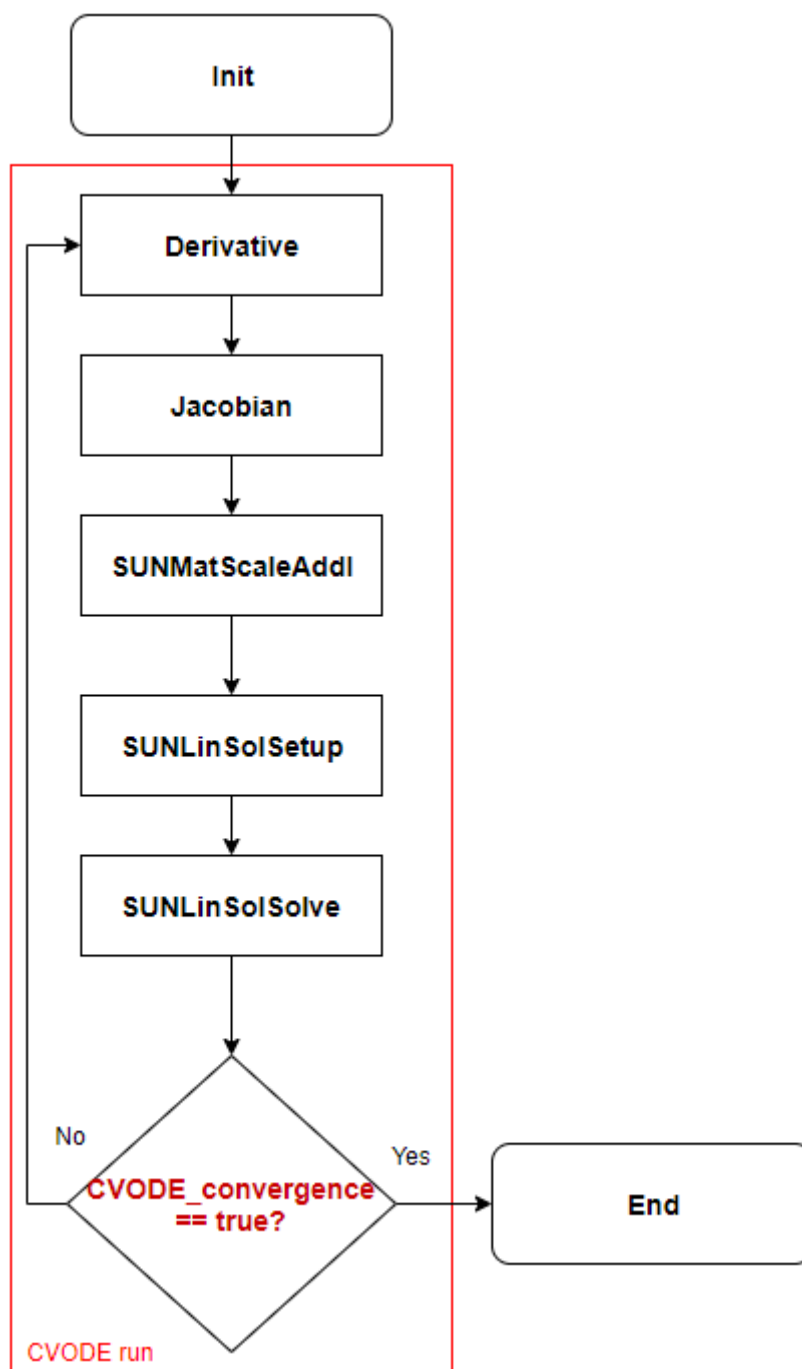 Init
Derivative
Jacobian
SUNMatScaleAddI
SUNLinSolSetup
SUNLinSolSolve
No
Yes
CVODE_convergence
== true?
End
CVODE run